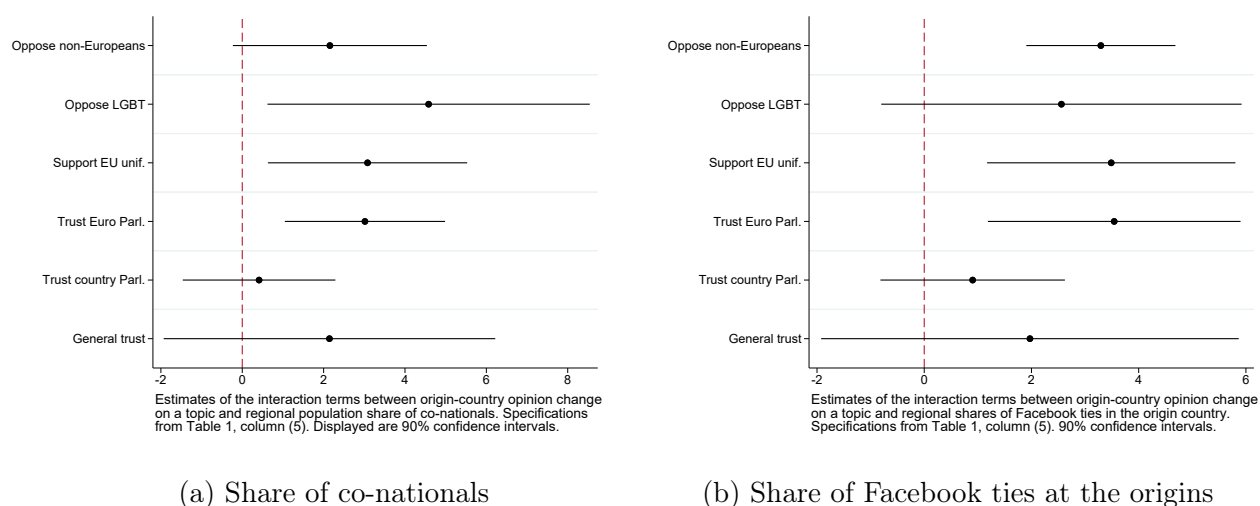 Oppose non-Europeans
Oppose LGBT
Support EU unif.
Trust Euro Parl.
Trust country Parl.
General trust
-2 0 2 4 6 8
Estimates of the interaction terms between origin-country opinion change
on a topic and regional population share of co-nationals. Specifications
from Table 1, column (5). Displayed are 90% confidence intervals.
(a) Share of co-nationals
Oppose non-Europeans
Oppose LGBT
Support EU unif.
Trust Euro Parl.
Trust country Parl.
General trust
-2 0 2 4 6
Estimates of the interaction terms between origin-country opinion change
on a topic and regional shares of Facebook ties in the origin country.
Specifications from Table 1, column (5). 90% confidence intervals.
(b) Share of Facebook ties at the origins